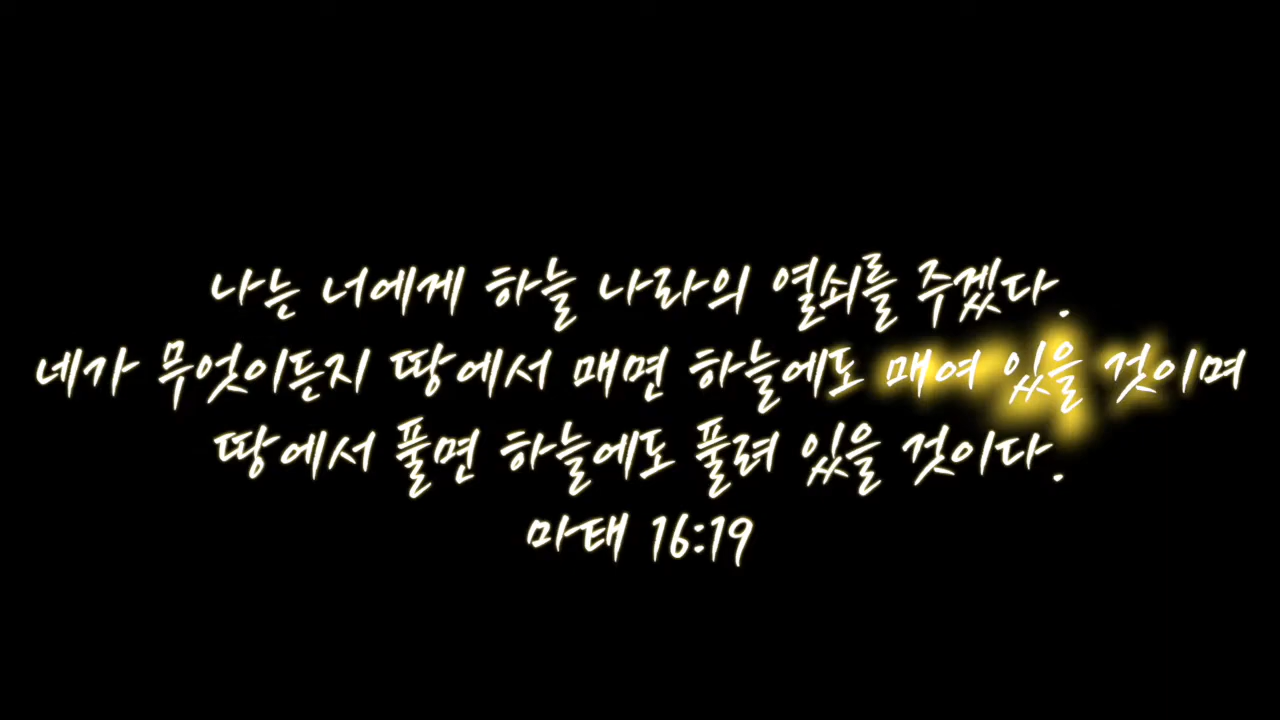 나는 너에게 하늘 나라의 열쇠를 주겠다.
네가 무엇이든지 땅에서 매면 하늘에도 매여 있을 것이며
땅에서 풀면 하늘에도 풀려 있을 것이다.
마태 16:19